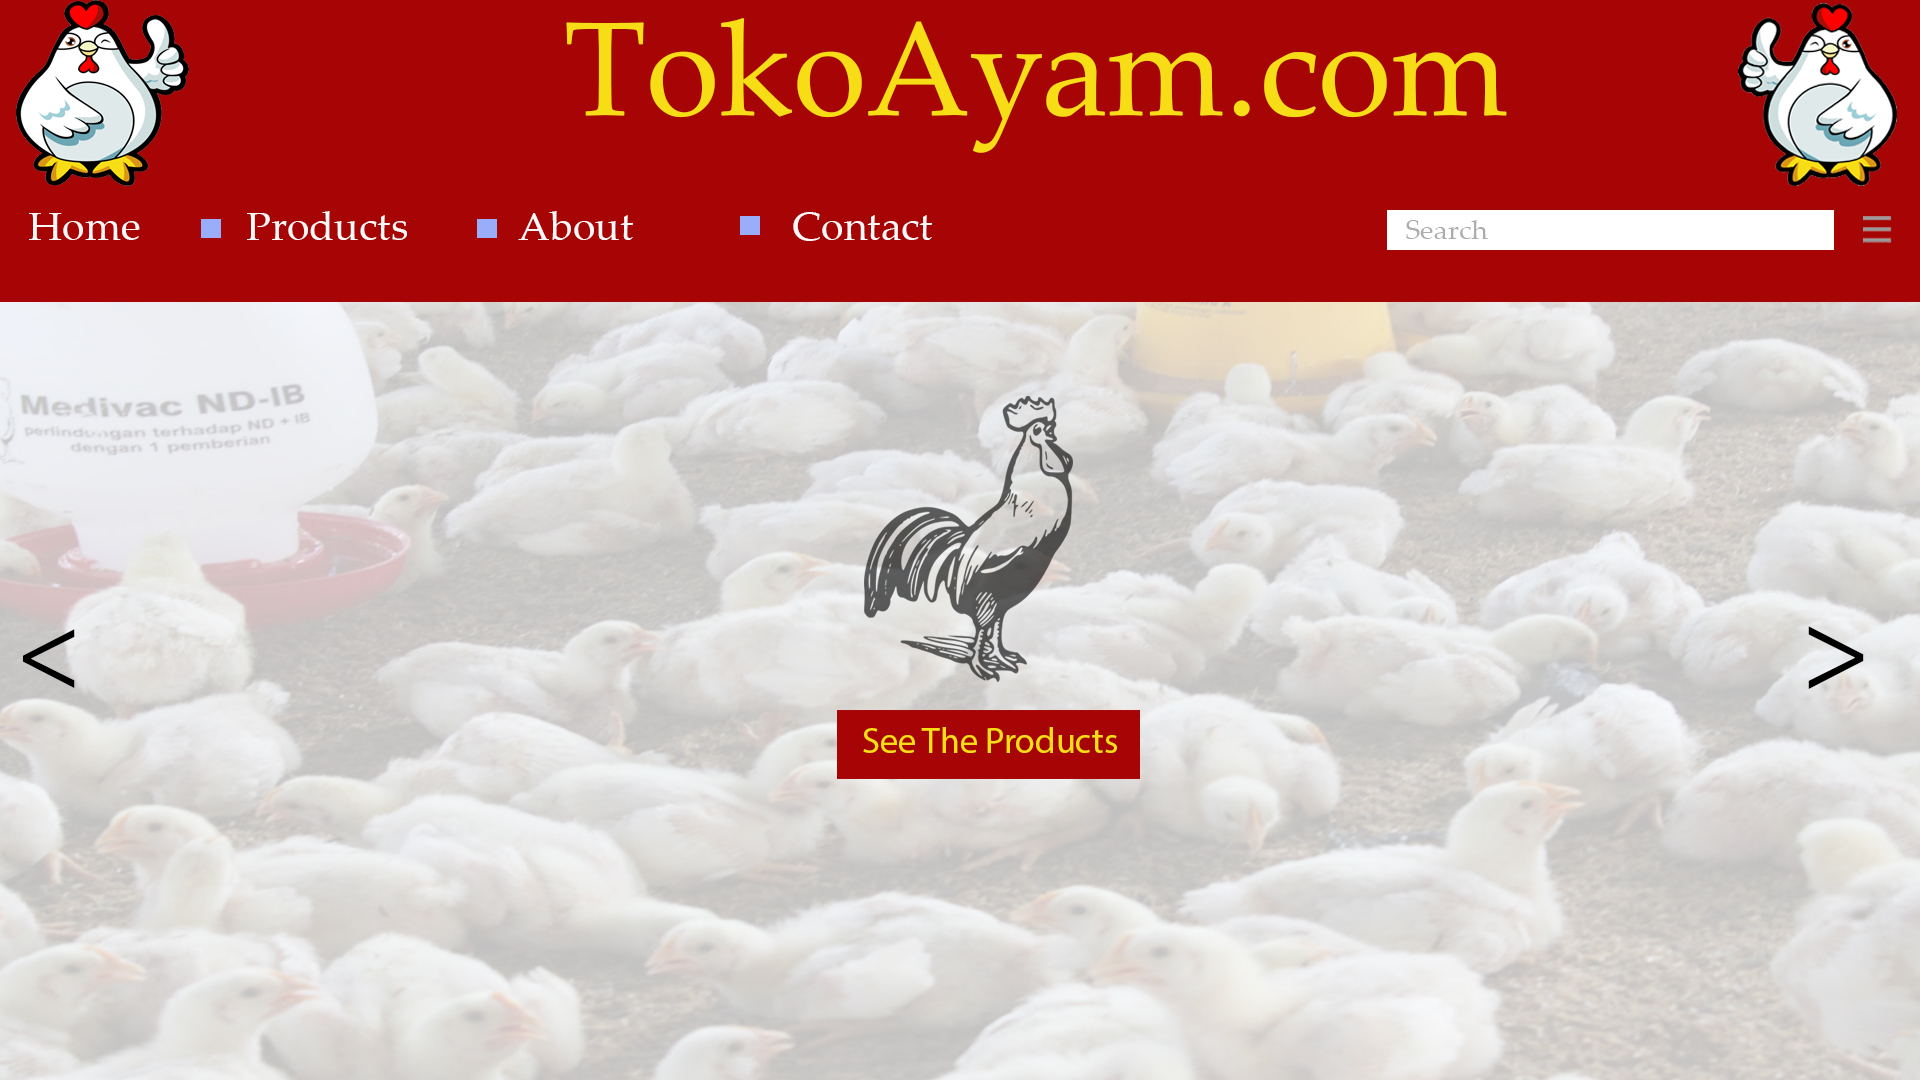 TokoAyam.com
Home Products About Contact Search
Medivac ND-IB
perlindungan terhadap ND + IB
dengan 1 pemberian
< >
See The Products